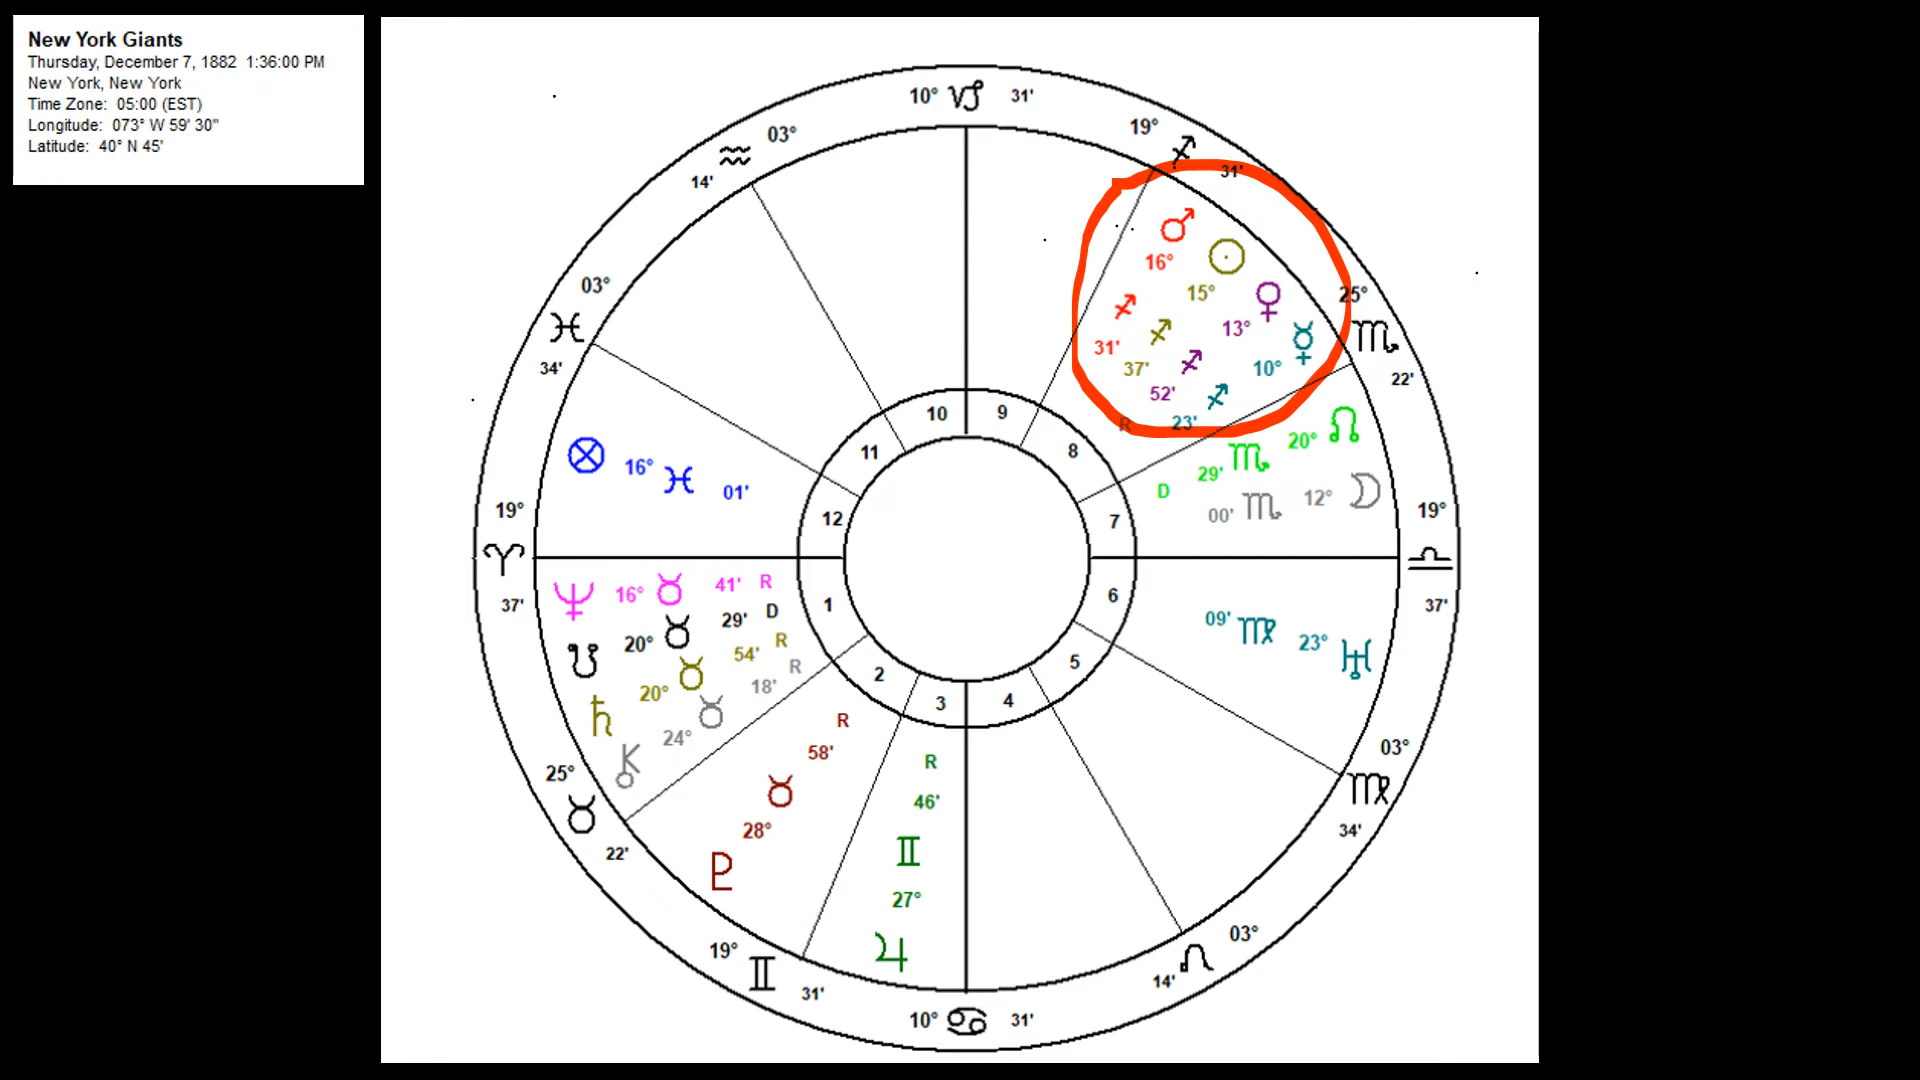 New York Giants
Thursday, December 7, 1882 1:36:00 PM
New York, New York
Time Zone: 05:00 (EST)
Longitude: 073° W 59' 30"
Latitude: 40° N 45'
10° ♑ 31'
19° ♐ 31'
25° ♏ 22'
19° ♎ 37'
03° ♍ 34'
03° ♌ 14'
10° ♋ 31'
19° ♊ 31'
25° ♉ 22'
19° ♈ 37'
03° ♓ 34'
03° ♒ 14'
♂ 16° ♐ 31'
☉ 15° ♐ 37'
♀ 13° ♐ 52'
☿ 10° ♐ 23' R
☊ 20° ♏ 29' D
☽ 12° ♏ 00'
♅ 23° ♍ 09'
♃ 27° ♊ 46' R
♇ 28° ♉ 58' R
⚷ 24° ♉ 18' R
♄ 20° ♉ 54' R
☋ 20° ♉ 29' D
♆ 16° ♉ 41' R
⊗ 16° ♓ 01'
1
2
3
4
5
6
7
8
9
10
11
12